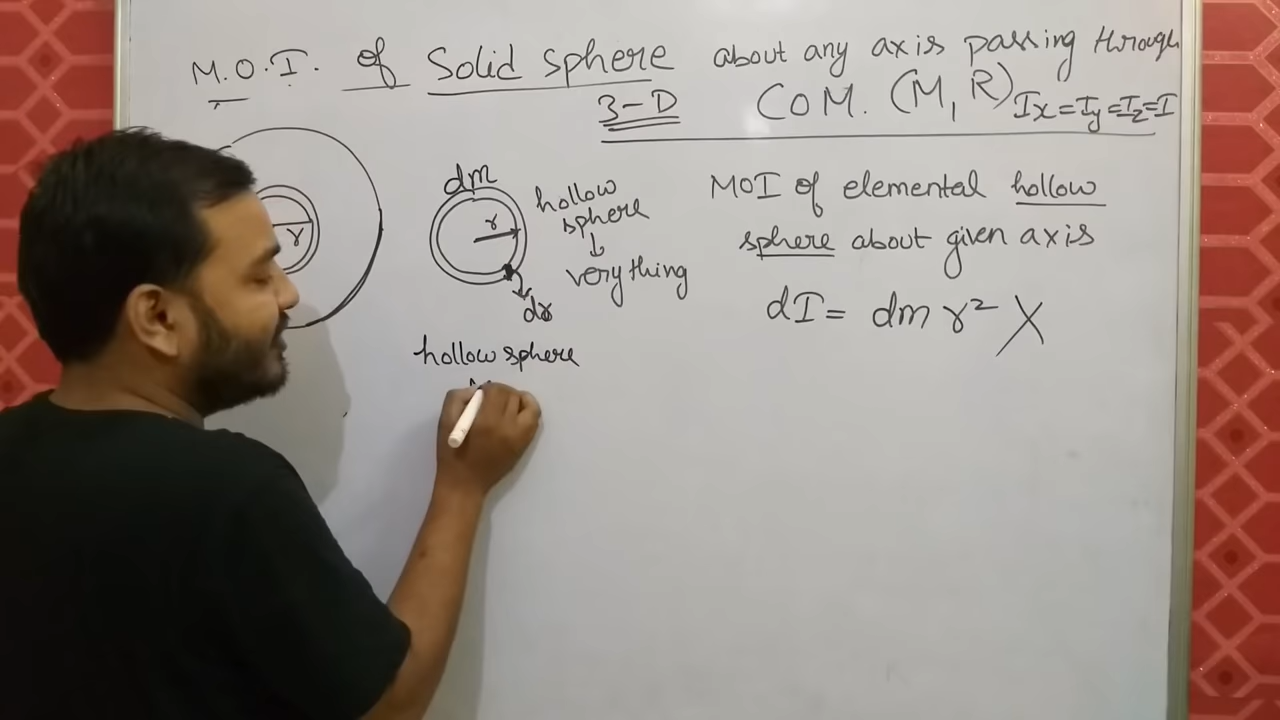 M.O.I. of Solid sphere about any axis passing through
3-D COM. (M, R) Ix=Iy=Iz=I
r
dm
r
hollow
sphere
↓
very thing
dr
hollow sphere
MOI of elemental hollow
sphere about given axis
dI = dm r² X